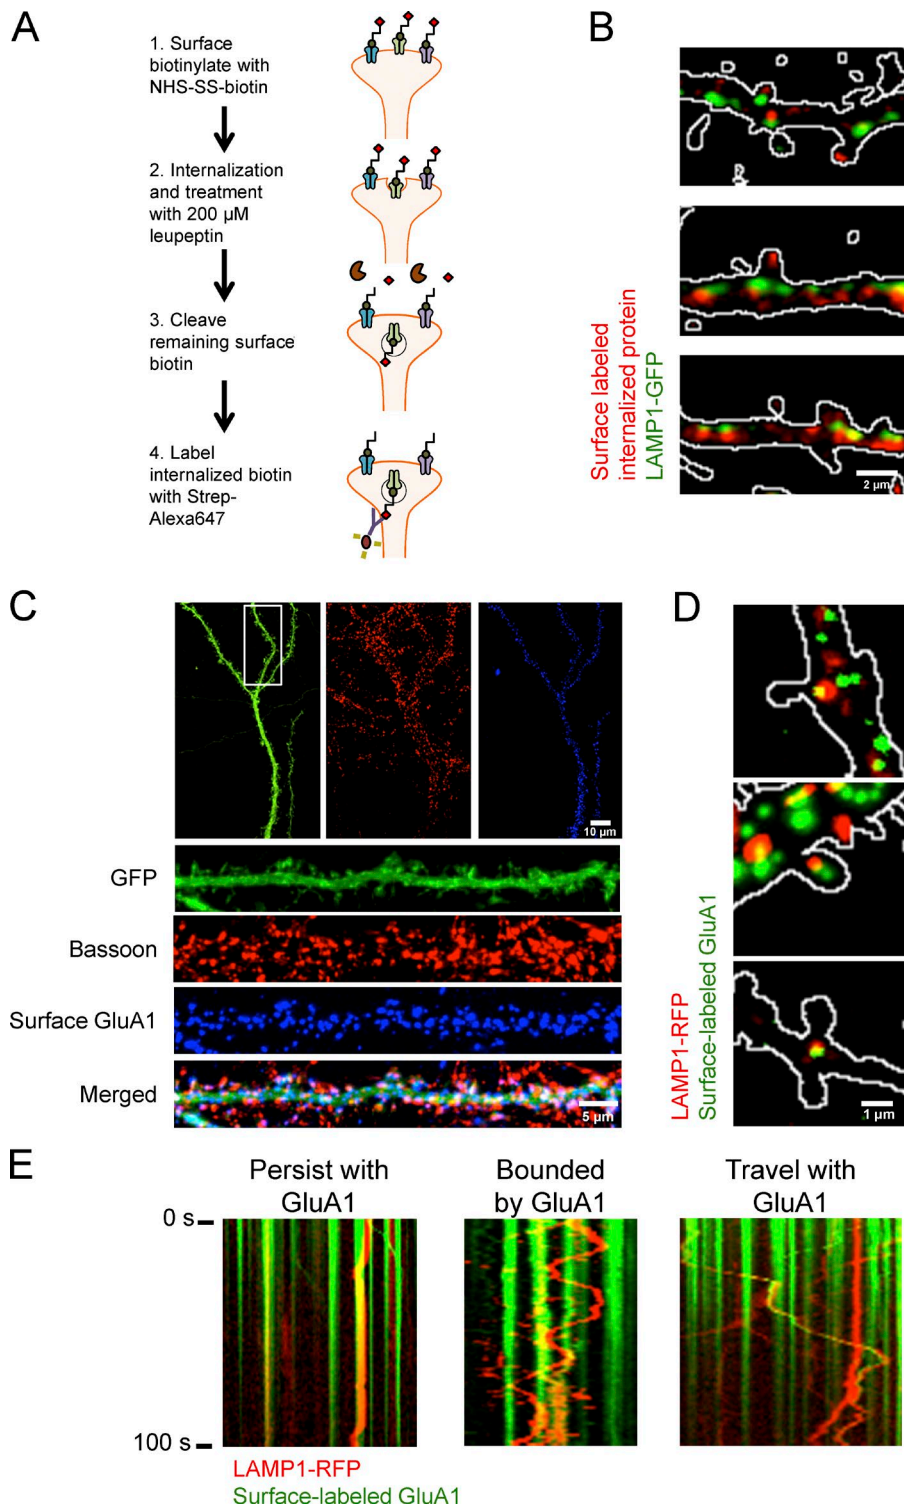 A
1. Surface
biotinylate with
NHS-SS-biotin
2. Internalization
and treatment
with 200 µM
leupeptin
3. Cleave
remaining surface
biotin
4. Label
internalized biotin
with Strep-
Alexa647
B
Surface labeled
internalized protein
LAMP1-GFP
2 µm
C
10 µm
GFP
Bassoon
Surface GluA1
Merged
5 µm
D
LAMP1-RFP
Surface-labeled GluA1
1 µm
E
Persist with
GluA1
Bounded
by GluA1
Travel with
GluA1
0 s
100 s
LAMP1-RFP
Surface-labeled GluA1